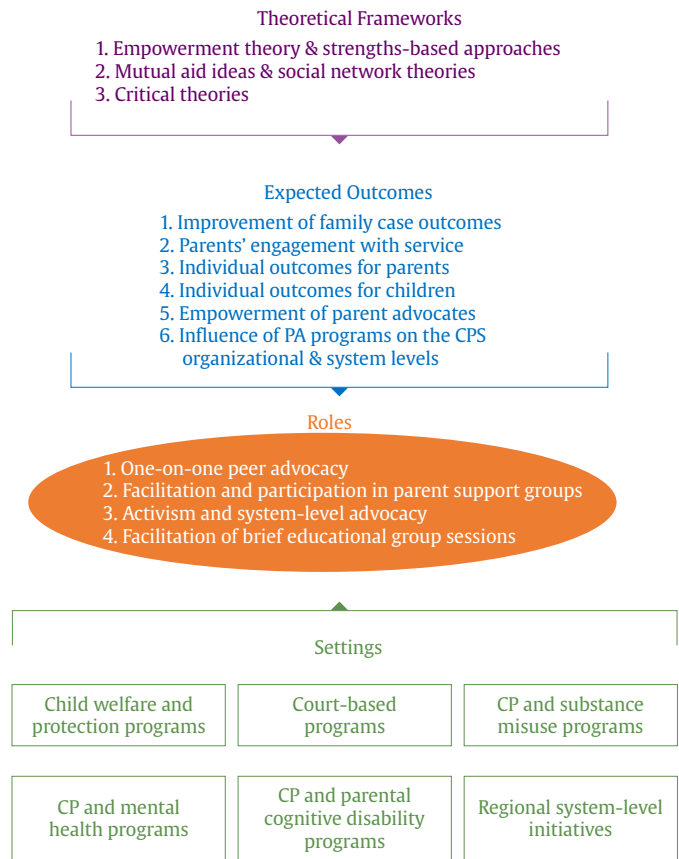 Theoretical Frameworks
1. Empowerment theory & strengths-based approaches
2. Mutual aid ideas & social network theories
3. Critical theories
Expected Outcomes
1. Improvement of family case outcomes
2. Parents’ engagement with service
3. Individual outcomes for parents
4. Individual outcomes for children
5. Empowerment of parent advocates
6. Influence of PA programs on the CPS
organizational & system levels
Roles
1. One-on-one peer advocacy
2. Facilitation and participation in parent support groups
3. Activism and system-level advocacy
4. Facilitation of brief educational group sessions
Settings
Child welfare and
protection programs
Court-based
programs
CP and substance
misuse programs
CP and mental
health programs
CP and parental
cognitive disability
programs
Regional system-level
initiatives